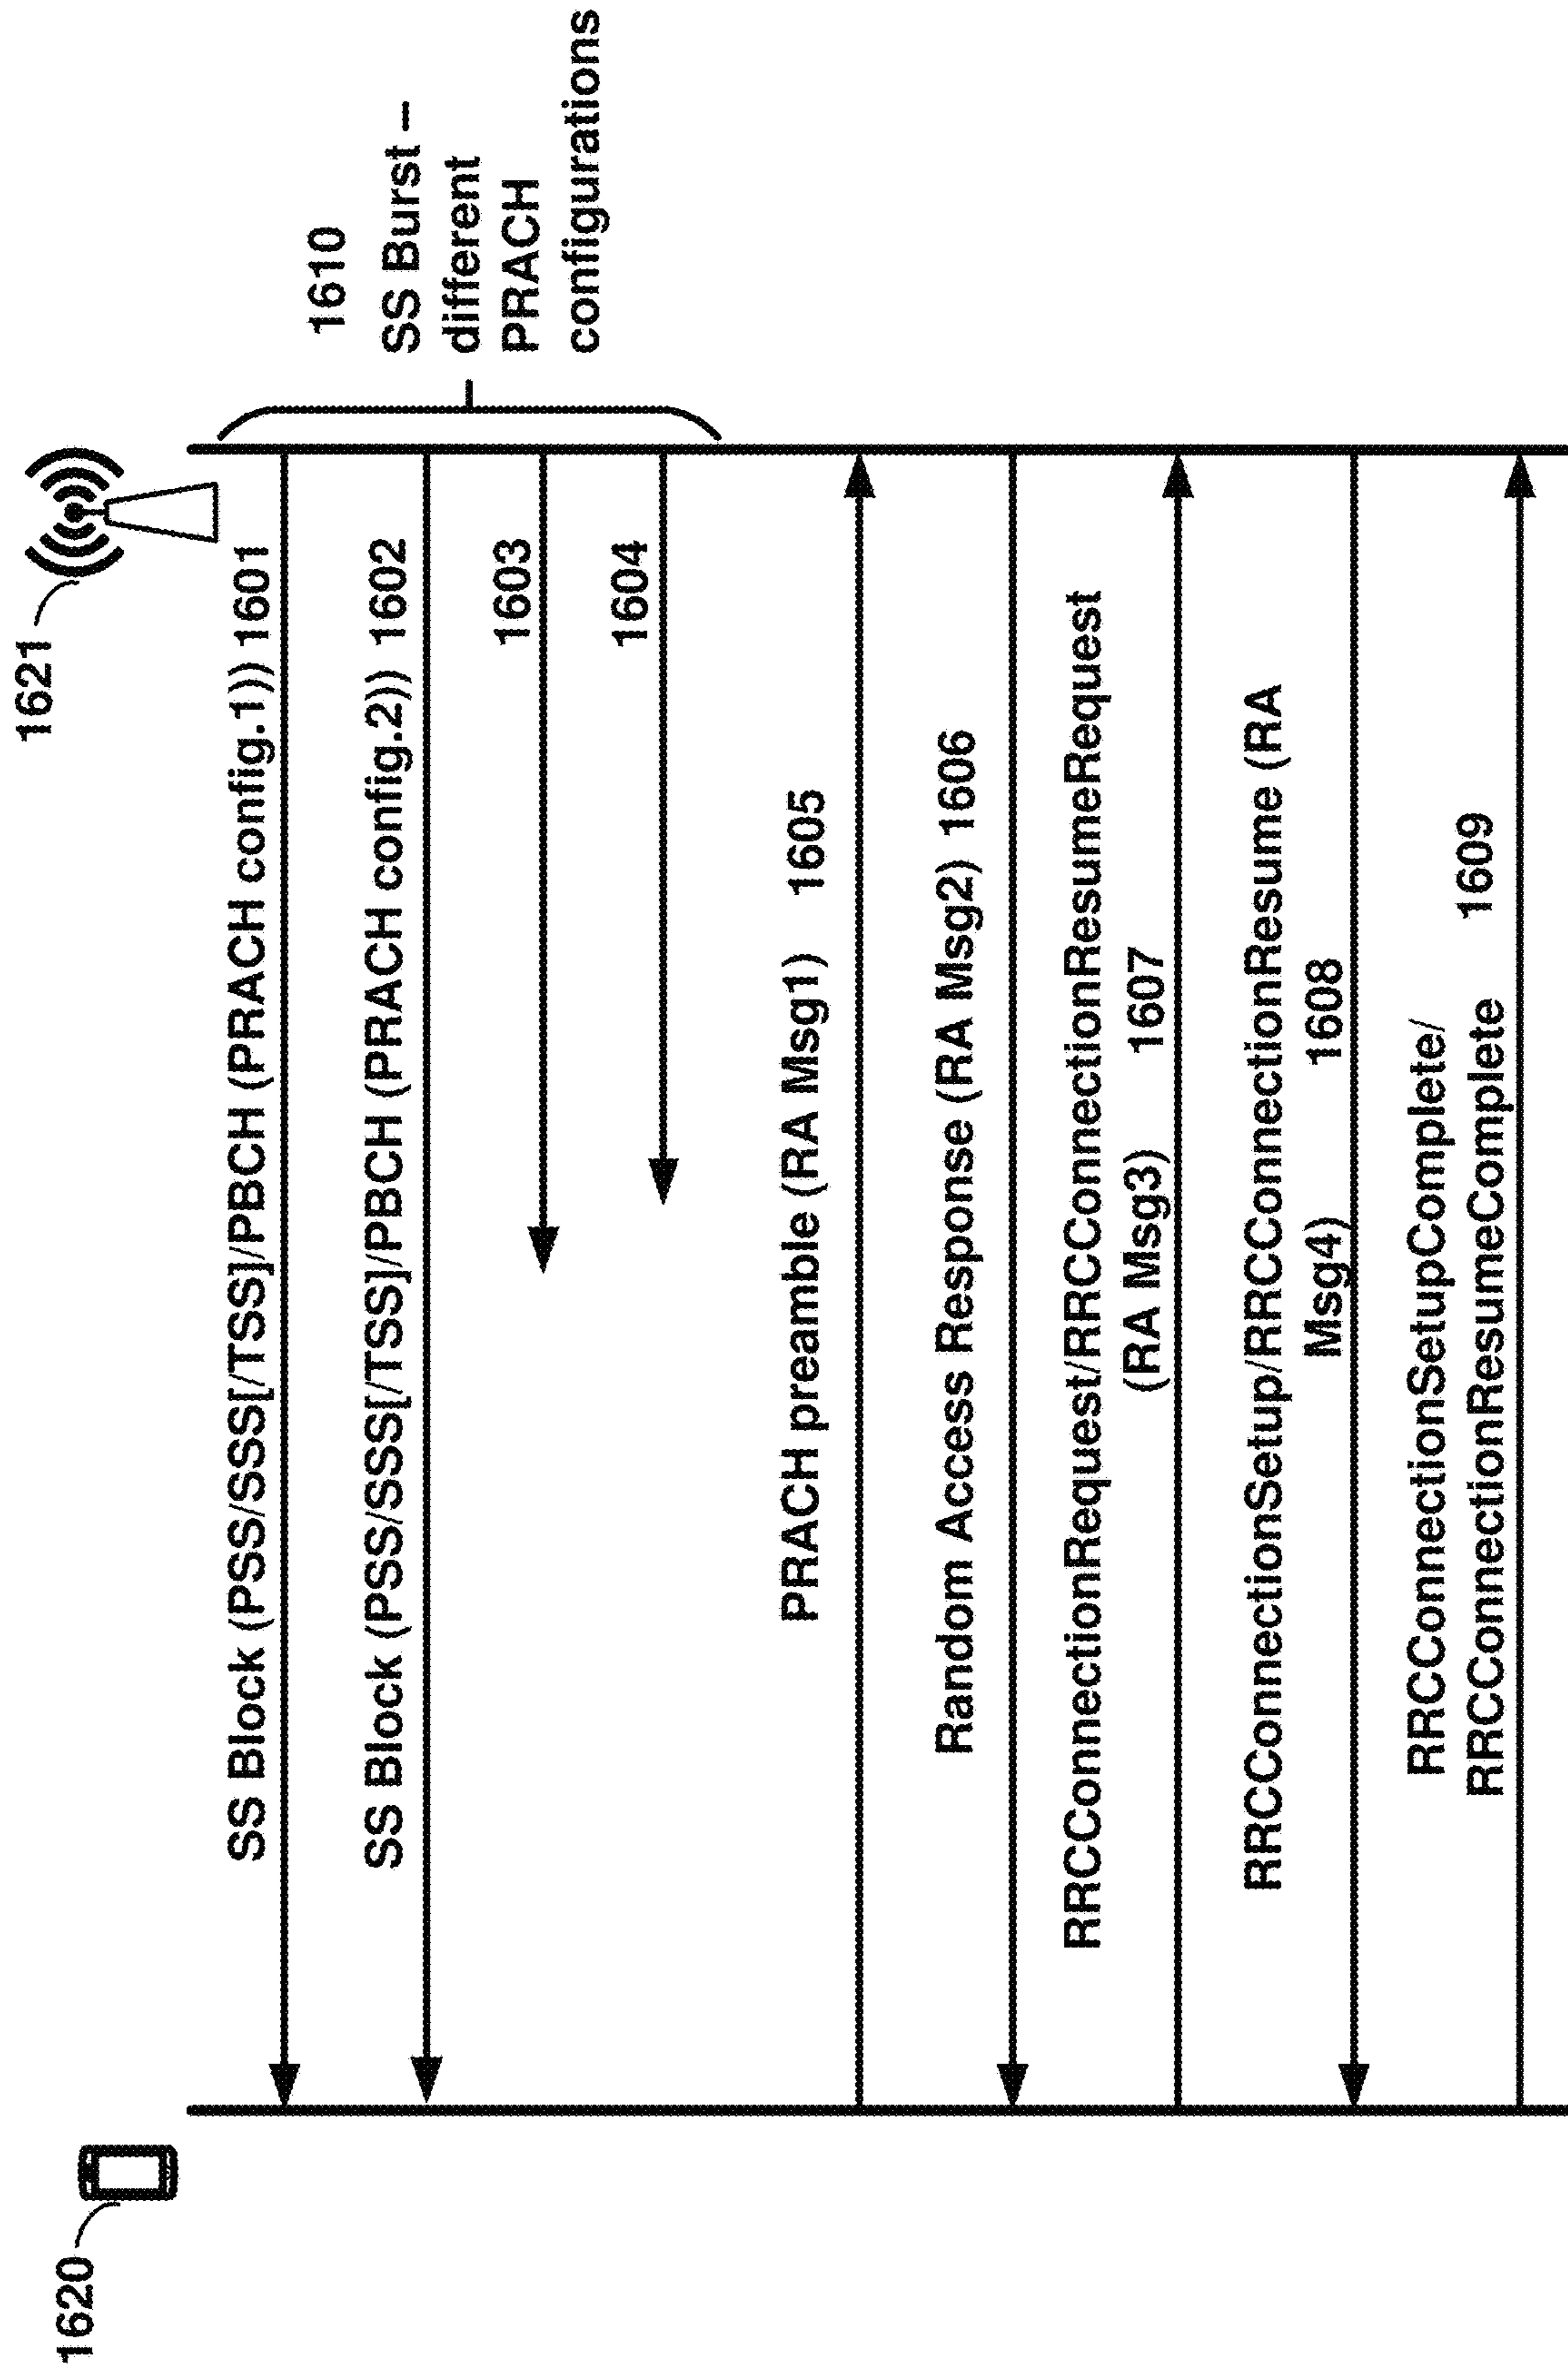 1620
1621
SS Block (PSS/SSS[/TSS]/PBCH (PRACH config.1)) 1601
SS Block (PSS/SSS[/TSS]/PBCH (PRACH config.2)) 1602
1603
1604
1610
SS Burst –
different
PRACH
configurations
PRACH preamble (RA Msg1) 1605
Random Access Response (RA Msg2) 1606
RRCConnectionRequest/RRCConnectionResumeRequest
(RA Msg3) 1607
RRCConnectionSetup/RRCConnectionResume (RA
Msg4) 1608
RRCConnectionSetupComplete/
RRCConnectionResumeComplete 1609